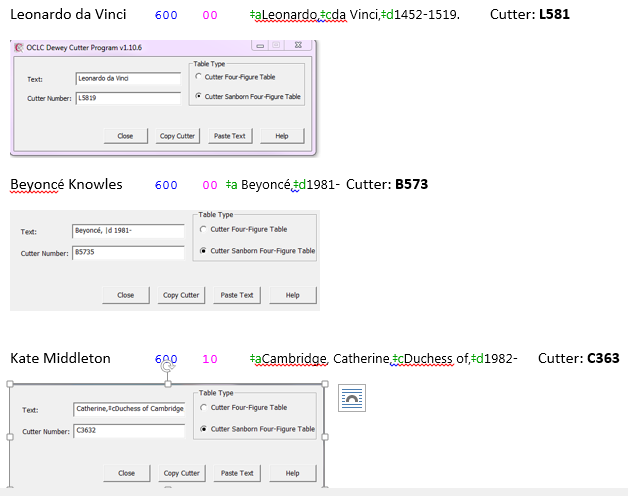 Leonardo da Vinci 600 00 ‡aLeonardo,‡cda Vinci,‡d1452-1519. Cutter: L581
OCLC Dewey Cutter Program v1.10.6
Table Type
Text: Leonardo da Vinci Cutter Four-Figure Table
Cutter Number: L5819 Cutter Sanborn Four-Figure Table
Close Copy Cutter Paste Text Help
Beyoncé Knowles 600 00 ‡a Beyoncé,‡d1981- Cutter: B573
Table Type
Text: Beyoncé, |d 1981- Cutter Four-Figure Table
Cutter Number: B5735 Cutter Sanborn Four-Figure Table
Close Copy Cutter Paste Text Help
Kate Middleton 600 10 ‡aCambridge, Catherine,‡cDuchess of,‡d1982- Cutter: C363
Table Type
Text: Catherine,‡cDuchess of Cambridge Cutter Four-Figure Table
Cutter Number: C3632 Cutter Sanborn Four-Figure Table
Close Copy Cutter Paste Text Help